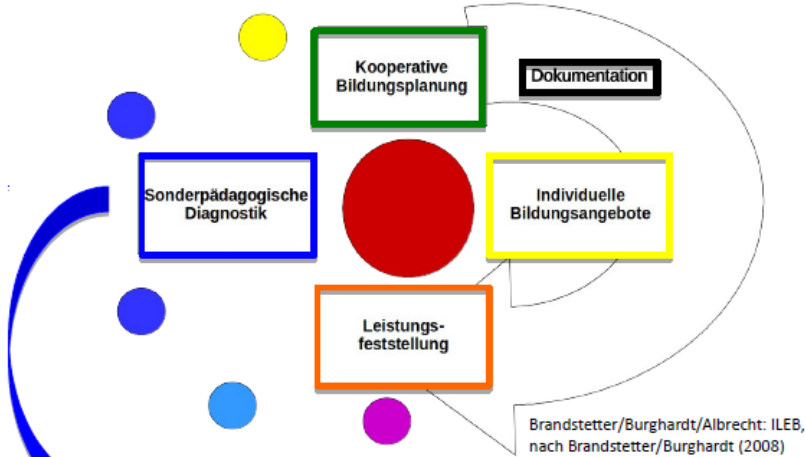 Kooperative
Bildungsplanung
Dokumentation
Sonderpädagogische
Diagnostik
Individuelle
Bildungsangebote
Leistungs-
feststellung
Brandstetter/Burghardt/Albrecht: ILEB,
nach Brandstetter/Burghardt (2008)